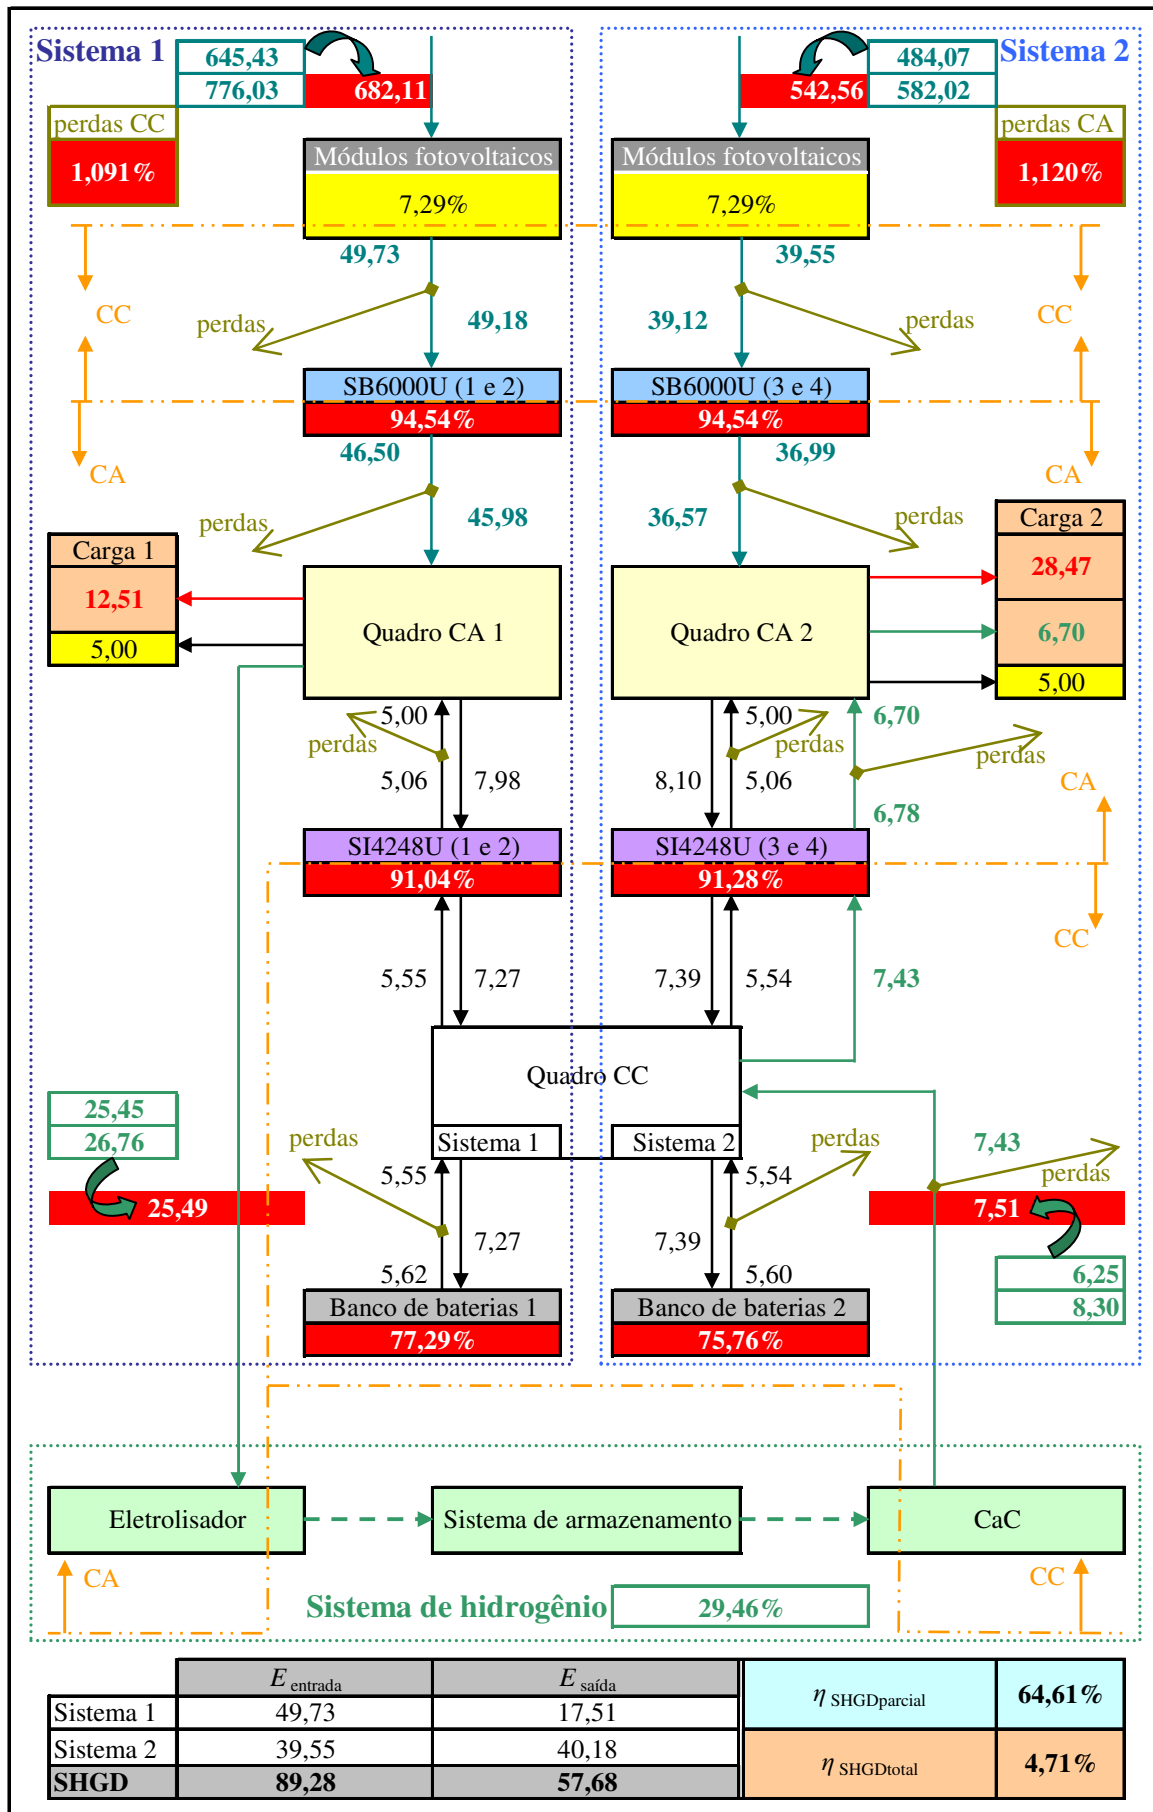 Sistema 1
645,43
776,03
682,11
542,56
484,07
582,02
Sistema 2
perdas CC
1,091%
perdas CA
1,120%
Módulos fotovoltaicos
7,29%
Módulos fotovoltaicos
7,29%
49,73
39,55
CC
perdas
49,18
39,12
perdas
CC
SB6000U (1 e 2)
94,54%
SB6000U (3 e 4)
94,54%
CA
46,50
36,99
CA
perdas
45,98
36,57
perdas
Carga 1
12,51
5,00
Quadro CA 1
Quadro CA 2
Carga 2
28,47
6,70
5,00
5,00
5,00
6,70
perdas
perdas
perdas
5,06
7,98
8,10
5,06
6,78
CA
SI4248U (1 e 2)
91,04%
SI4248U (3 e 4)
91,28%
CC
5,55
7,27
7,39
5,54
7,43
Quadro CC
Sistema 1
Sistema 2
25,45
26,76
25,49
perdas
5,55
7,27
5,62
perdas
5,54
7,39
5,60
7,43
perdas
7,51
6,25
8,30
Banco de baterias 1
77,29%
Banco de baterias 2
75,76%
Eletrolisador
Sistema de armazenamento
CaC
CA
CC
Sistema de hidrogênio
29,46%
E entrada E saída
Sistema 1 49,73 17,51
Sistema 2 39,55 40,18
SHGD 89,28 57,68
η SHGDparcial 64,61%
η SHGDtotal 4,71%